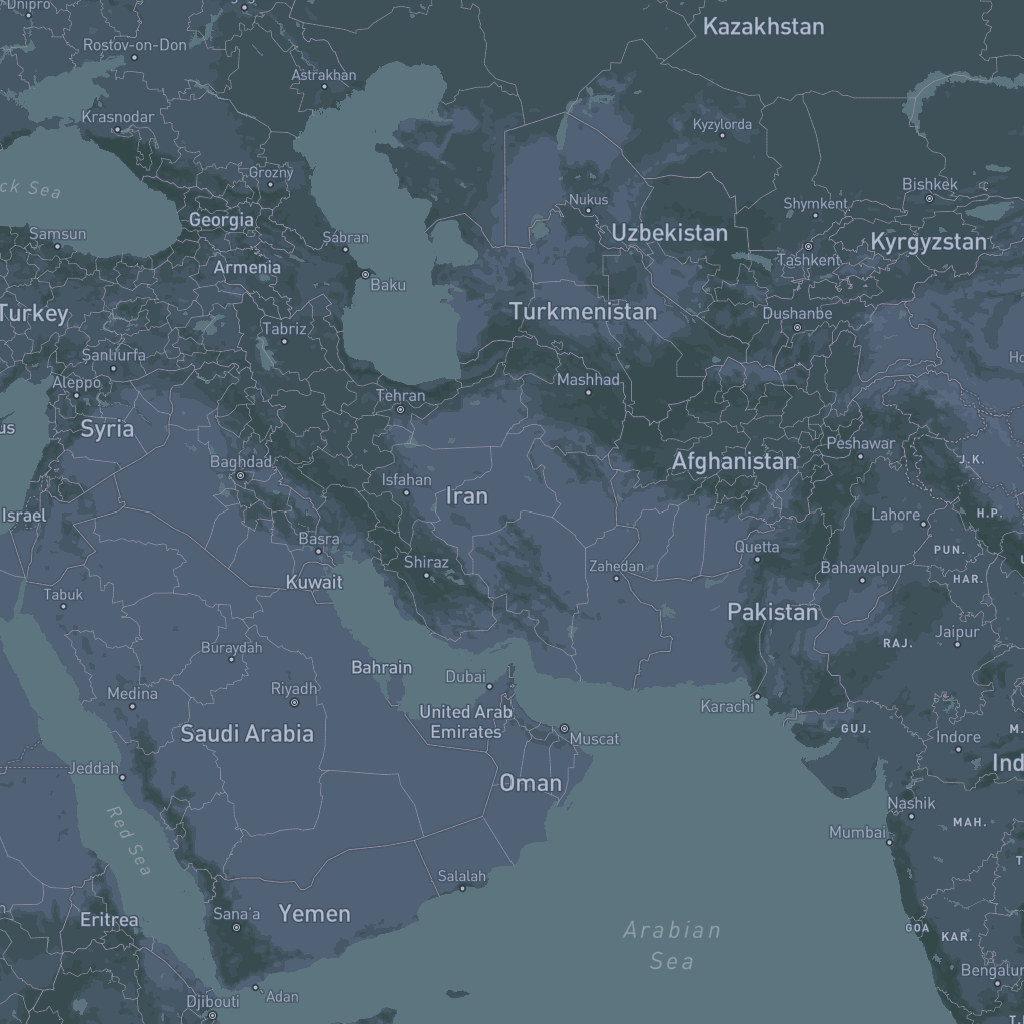 Dnipro
Kazakhstan
Rostov-on-Don
Astrakhan
Krasnodar
Kyzylorda
Grozny
ck Sea
Bishkek
Nukus
Shymkent
Georgia
Samsun
Sabran
Uzbekistan
Kyrgyzstan
Tashkent
Armenia
Baku
Turkey
Turkmenistan
Dushanbe
Tabriz
Şanlıurfa
Ho
Aleppo
Mashhad
Tehran
us
Syria
Peshawar
Baghdad
Afghanistan
J.K.
Isfahan
Iran
Israel
Lahore
H.P.
Basra
Quetta
PUN.
Kuwait
Shiraz
Zahedan
Bahawalpur
U
HAR.
Tabuk
Pakistan
Buraydah
RAJ.
Jaipur
Bahrain
Dubai
Medina
Riyadh
Karachi
United Arab
Emirates
Saudi Arabia
Muscat
GUJ.
M.
Indore
Jeddah
Oman
Ind
Nashik
Red Sea
MAH.
Mumbai
T
Salalah
Eritrea
Sana'a
Yemen
Arabian
Sea
GOA
KAR.
Bengalur
Djibouti
Adan
T.